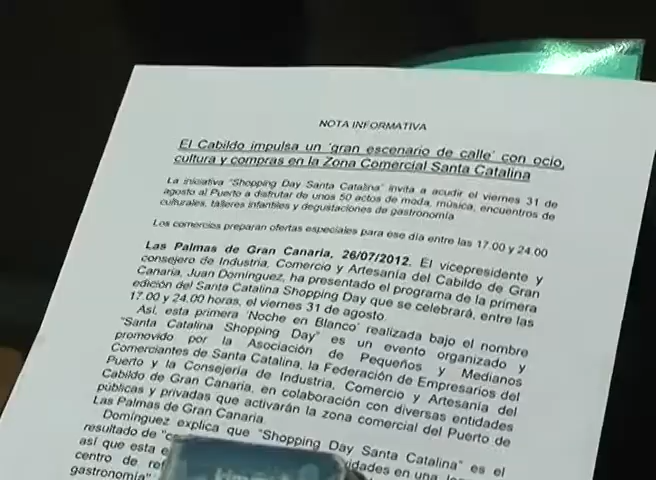 NOTA INFORMATIVA
El Cabildo impulsa un 'gran escenario de calle' con ocio,
cultura y compras en la Zona Comercial Santa Catalina
La iniciativa "Shopping Day Santa Catalina" invita a acudir el viernes 31 de
agosto al Puerto a disfrutar de unos 50 actos de moda, música, encuentros
culturales, talleres infantiles y degustaciones de gastronomía
Los comercios preparan ofertas especiales para ese día entre las 17.00 y 24.00
Las Palmas de Gran Canaria, 26/07/2012. El vicepresidente y
consejero de Industria, Comercio y Artesanía del Cabildo de Gran
Canaria, Juan Domínguez, ha presentado el programa de la primera
edición del Santa Catalina Shopping Day que se celebrará, entre las
17.00 y 24.00 horas, el viernes 31 de agosto.
Así, esta primera 'Noche en Blanco' realizada bajo el nombre
"Santa Catalina Shopping Day" es un evento organizado y
promovido por la Asociación de Pequeños y Medianos
Comerciantes de Santa Catalina, la Federación de Empresarios del
Puerto y la Consejería de Industria, Comercio y Artesanía del
Cabildo de Gran Canaria, en colaboración con diversas entidades
públicas y privadas que activarán la zona comercial del Puerto de
Las Palmas de Gran Canaria.
Domínguez explica que "Shopping Day Santa Catalina" es el
resultado de
así que esta en una
centro de
gastronomía"